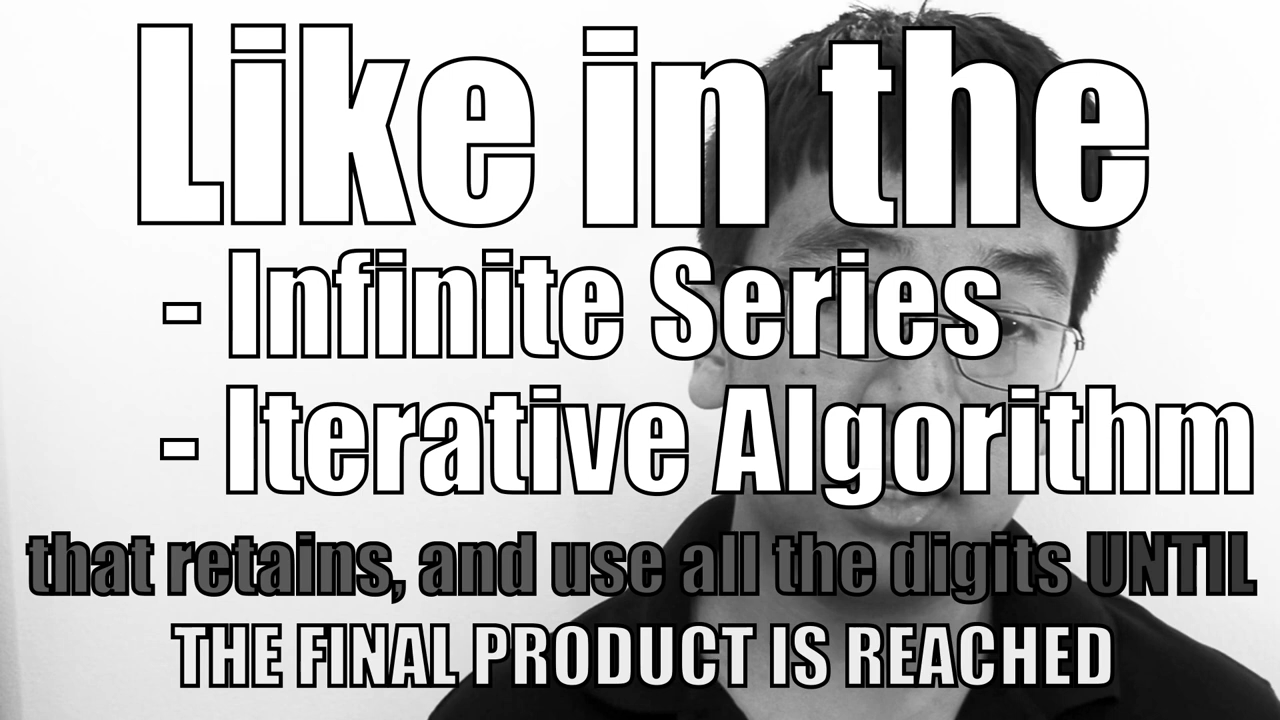 Like in the
- Infinite Series
- Iterative Algorithm
that retains, and use all the digits UNTIL
THE FINAL PRODUCT IS REACHED